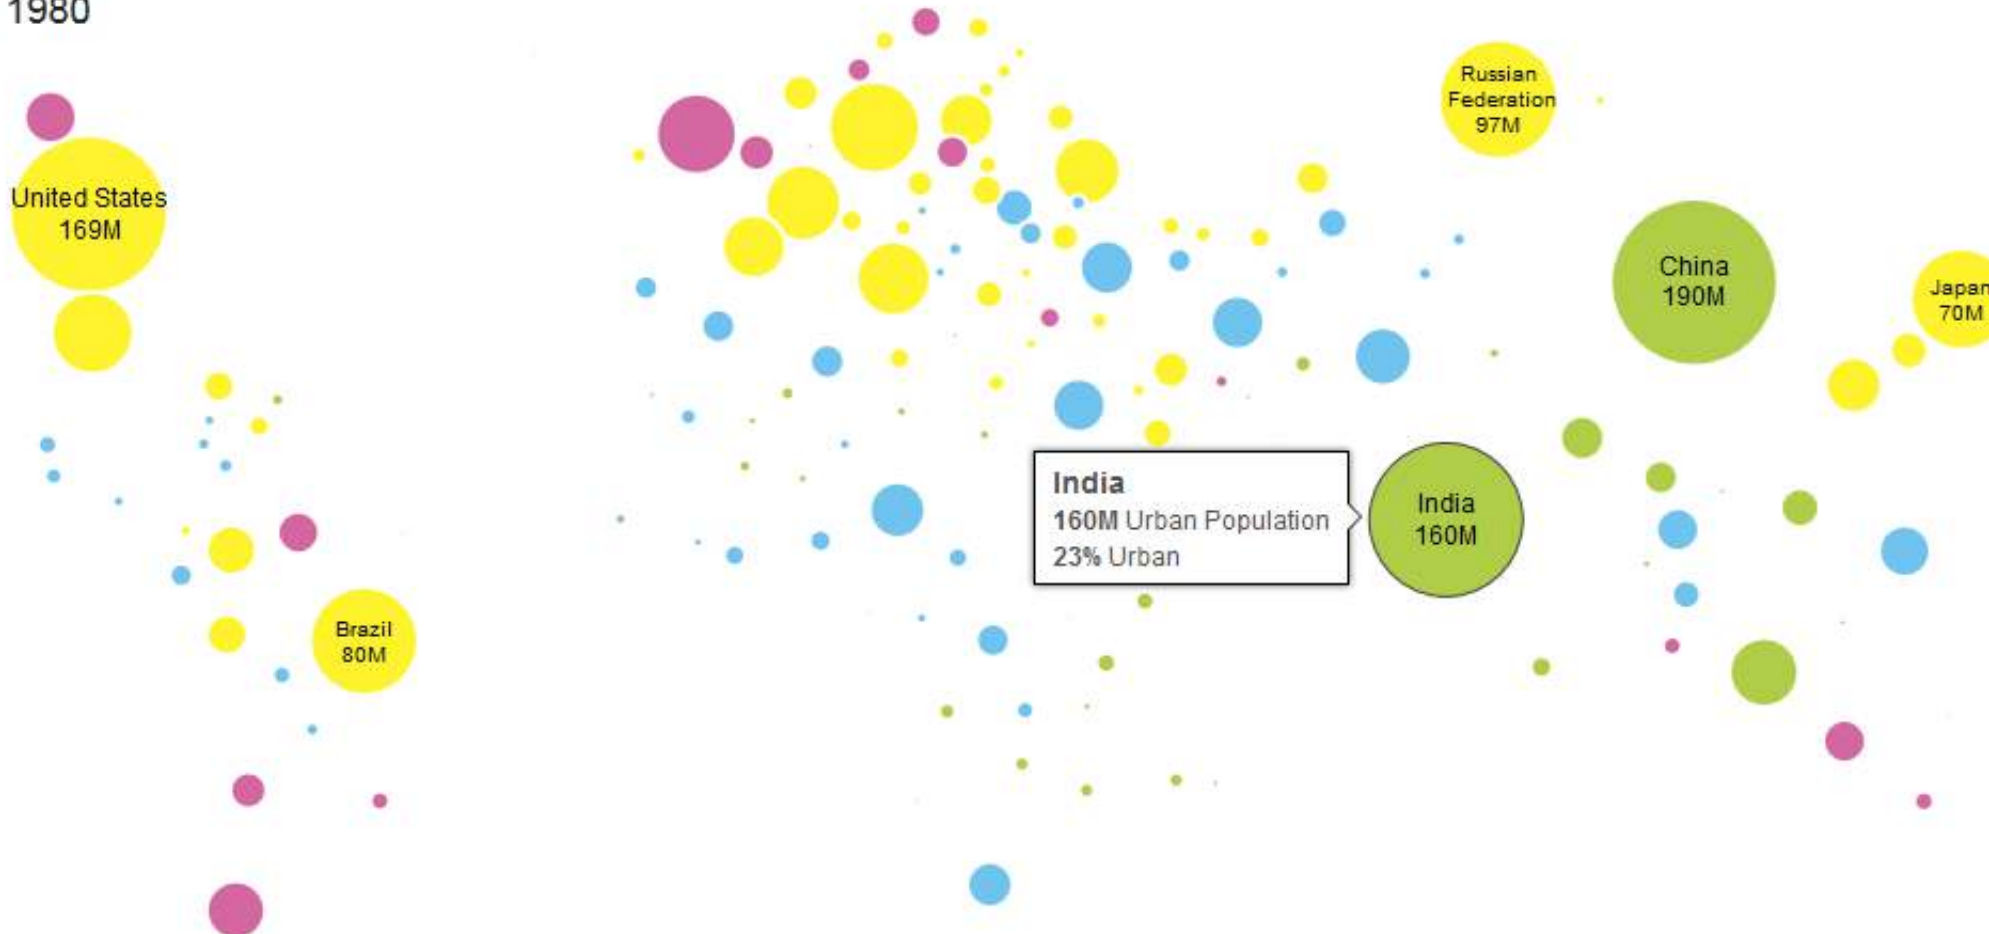 1980
Russian
Federation
97M
United States
169M
China
190M
Japan
70M
India
160M Urban Population
23% Urban
India
160M
Brazil
80M